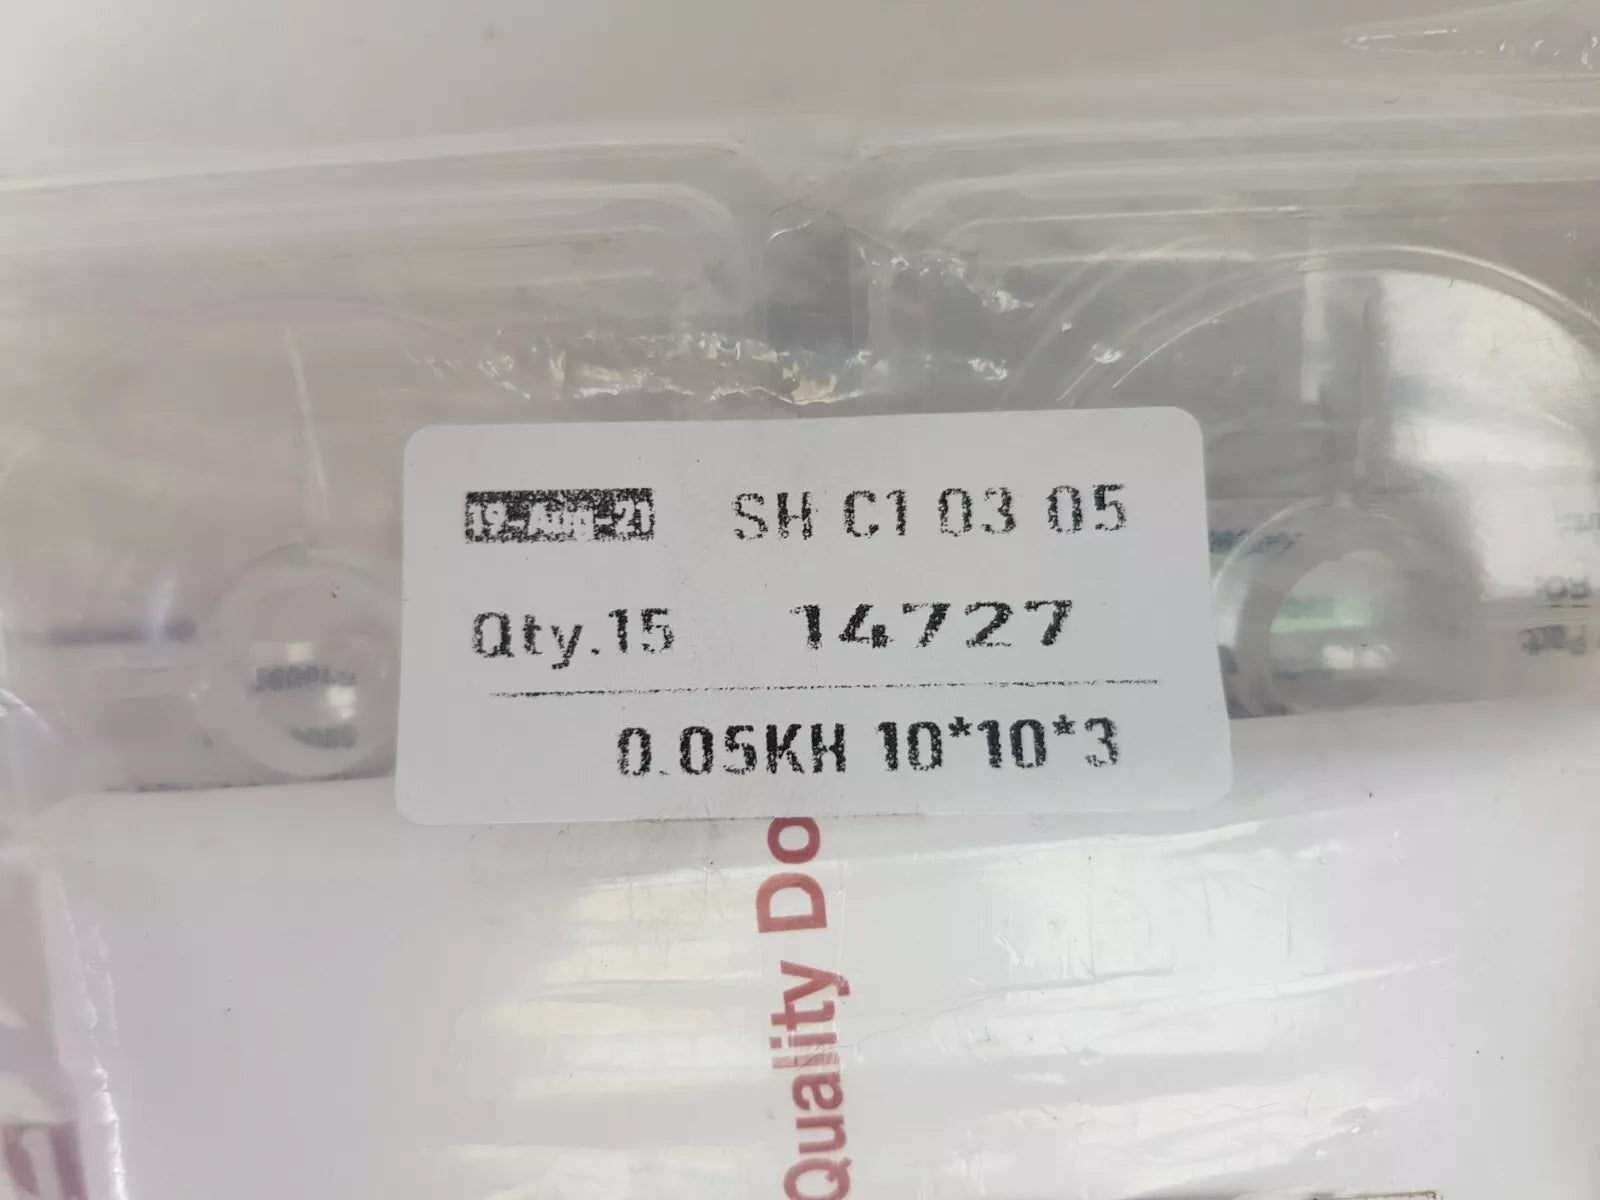 19-Aug-21 SH C1 03 05
Qty.15 14727
0.05KH 10*10*3
Quality Do